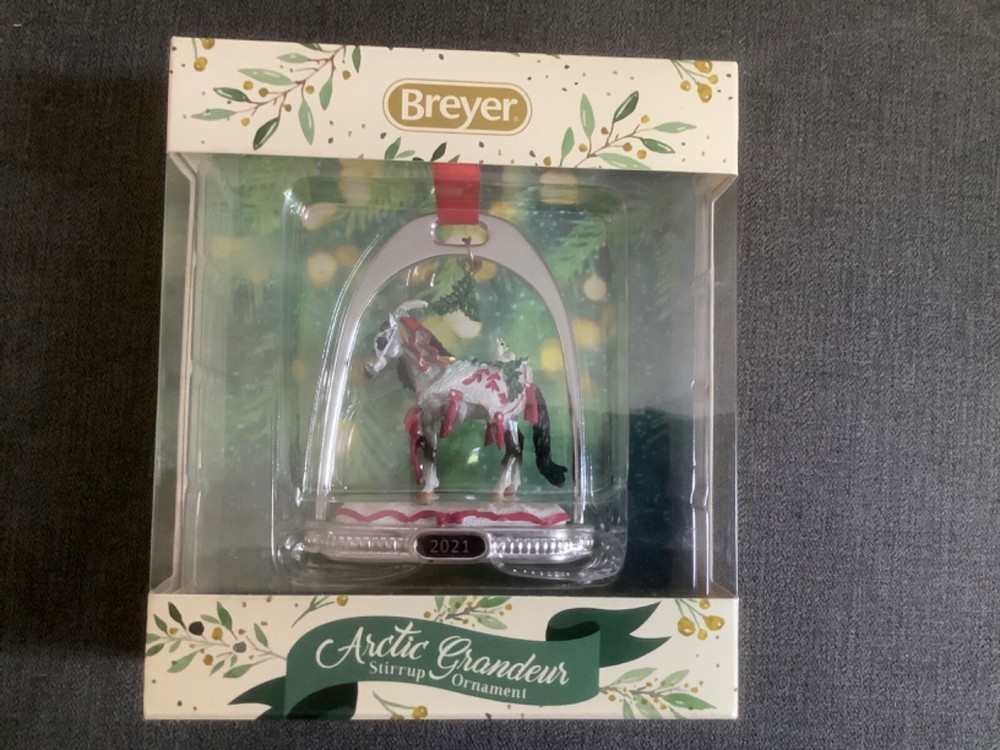 Breyer
2021
Arctic Grandeur
Stirrup Ornament